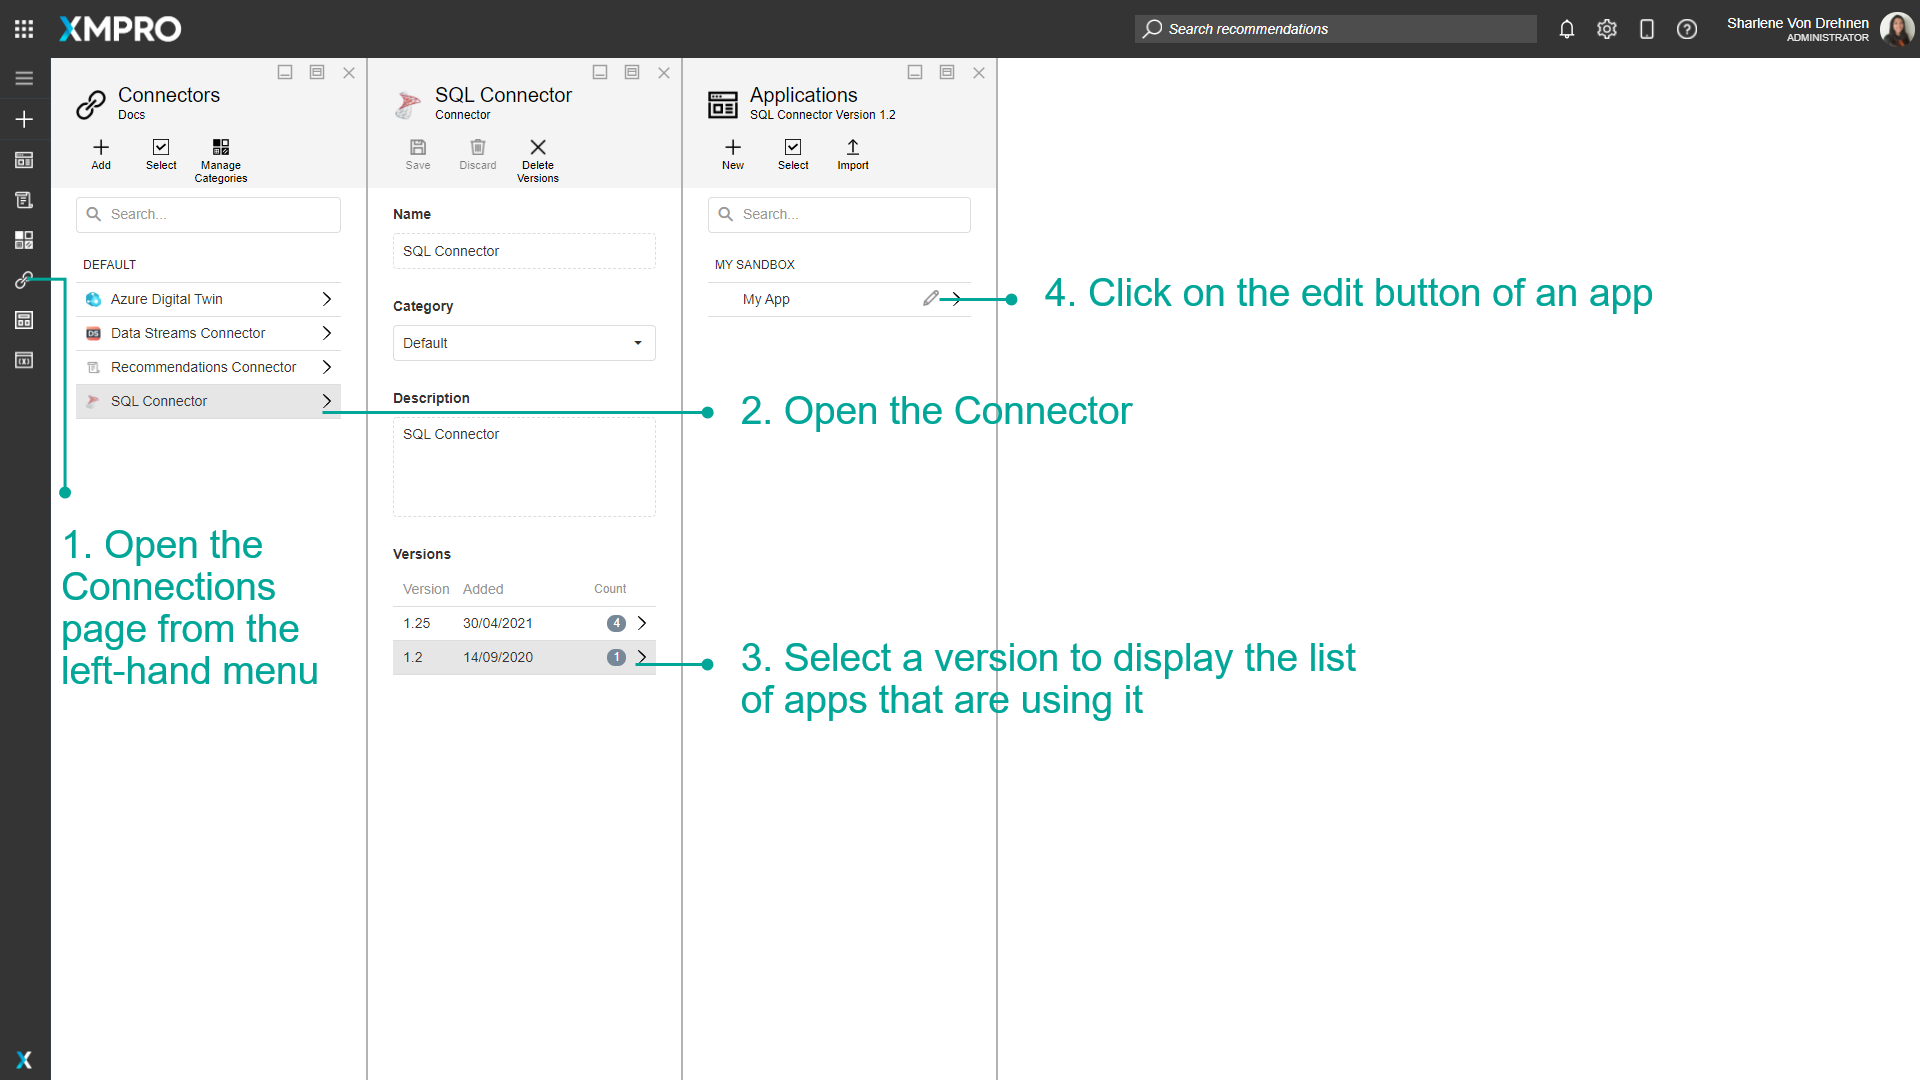 XMPRO
Search recommendations
Sharlene Von Drehnen
ADMINISTRATOR
Connectors
Docs
Add
Select
Manage
Categories
Search...
DEFAULT
Azure Digital Twin
DS
Data Streams Connector
Recommendations Connector
SQL Connector
1. Open the
Connections
page from the
left-hand menu
SQL Connector
Connector
Save
Discard
Delete
Versions
Name
SQL Connector
Category
Default
Description
SQL Connector
Versions
Version Added Count
1.25 30/04/2021 4
1.2 14/09/2020 1
Applications
SQL Connector Version 1.2
New
Select
Import
Search...
MY SANDBOX
My App
4. Click on the edit button of an app
2. Open the Connector
3. Select a version to display the list
of apps that are using it